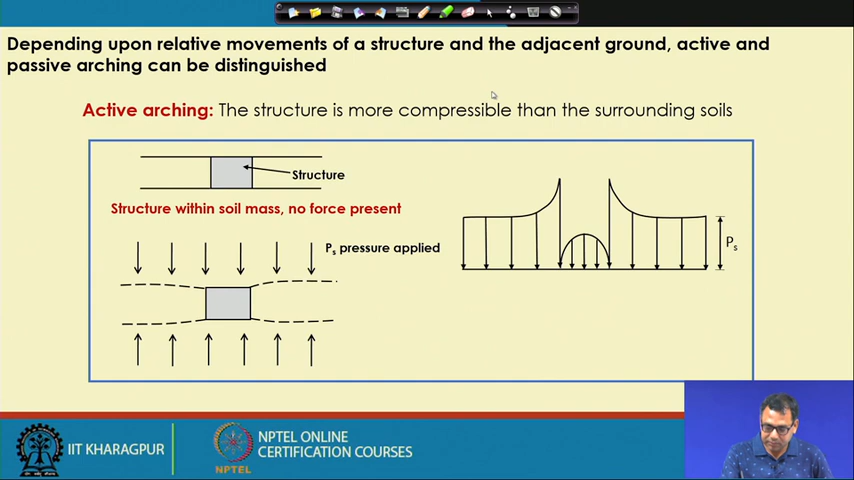 Depending upon relative movements of a structure and the adjacent ground, active and
passive arching can be distinguished
Active arching: The structure is more compressible than the surrounding soils
Structure
Structure within soil mass, no force present
Ps pressure applied
Ps
IIT KHARAGPUR
NPTEL
NPTEL ONLINE
CERTIFICATION COURSES